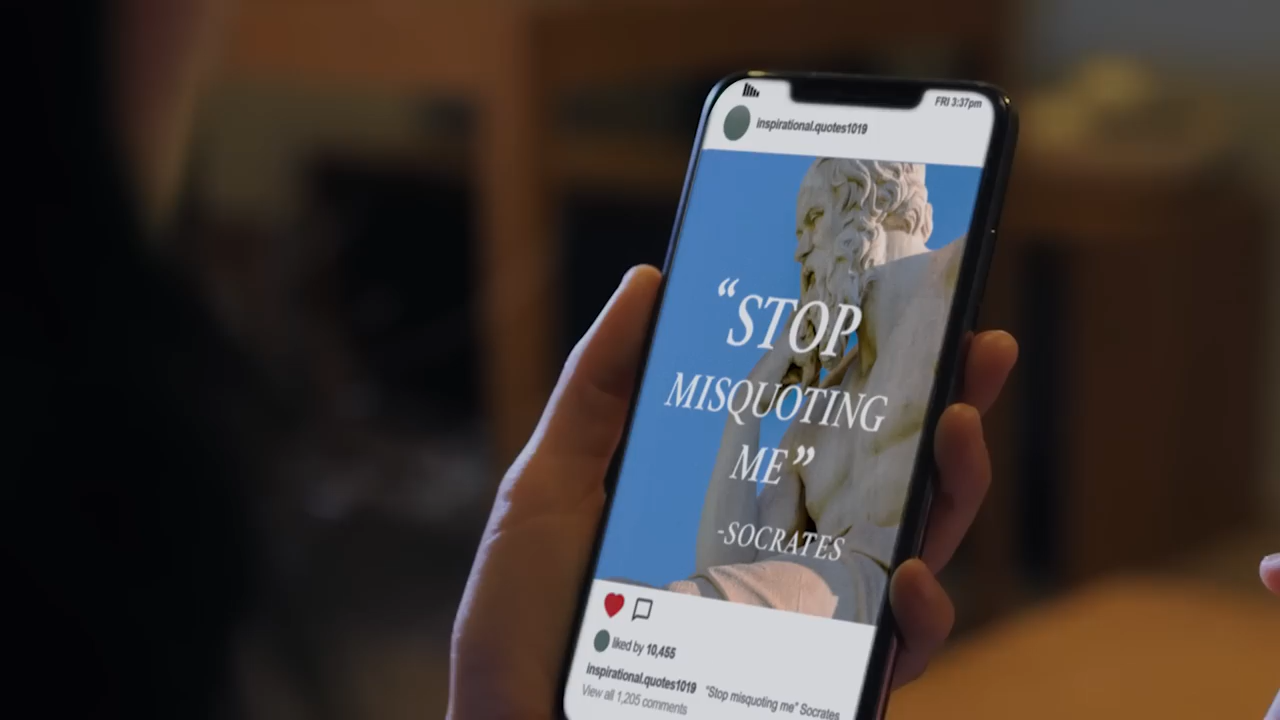 FRI 3:37pm
inspirational.quotes1019
“STOP
MISQUOTING
ME”
-SOCRATES
liked by 10,455
inspirational.quotes1019 "Stop misquoting me" Socrates
View all 1,205 comments